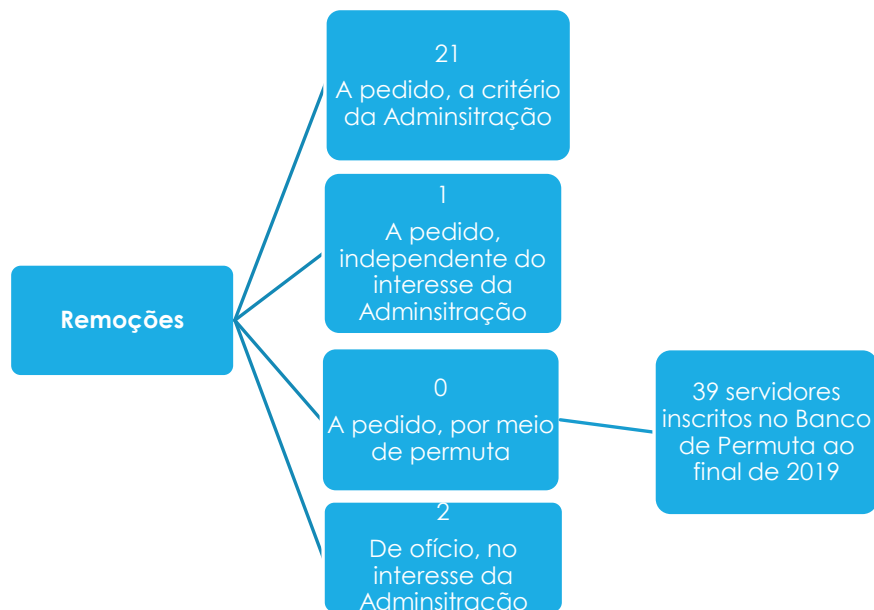 21
A pedido, a critério
da Adminsitração
1
A pedido,
independente do
interesse da
Adminsitração
Remoções
0
A pedido, por meio
de permuta
39 servidores
inscritos no Banco
de Permuta ao
final de 2019
2
De ofício, no
interesse da
Adminsitração